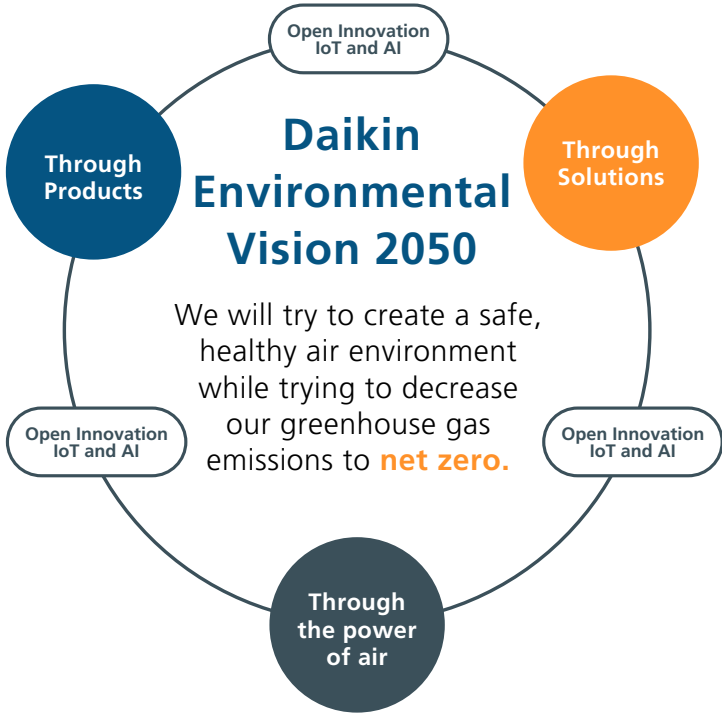 Open Innovation
IoT and AI
Through
Products
Through
Solutions
Daikin
Environmental
Vision 2050
We will try to create a safe,
healthy air environment
while trying to decrease
our greenhouse gas
emissions to net zero.
Open Innovation
IoT and AI
Open Innovation
IoT and AI
Through
the power
of air